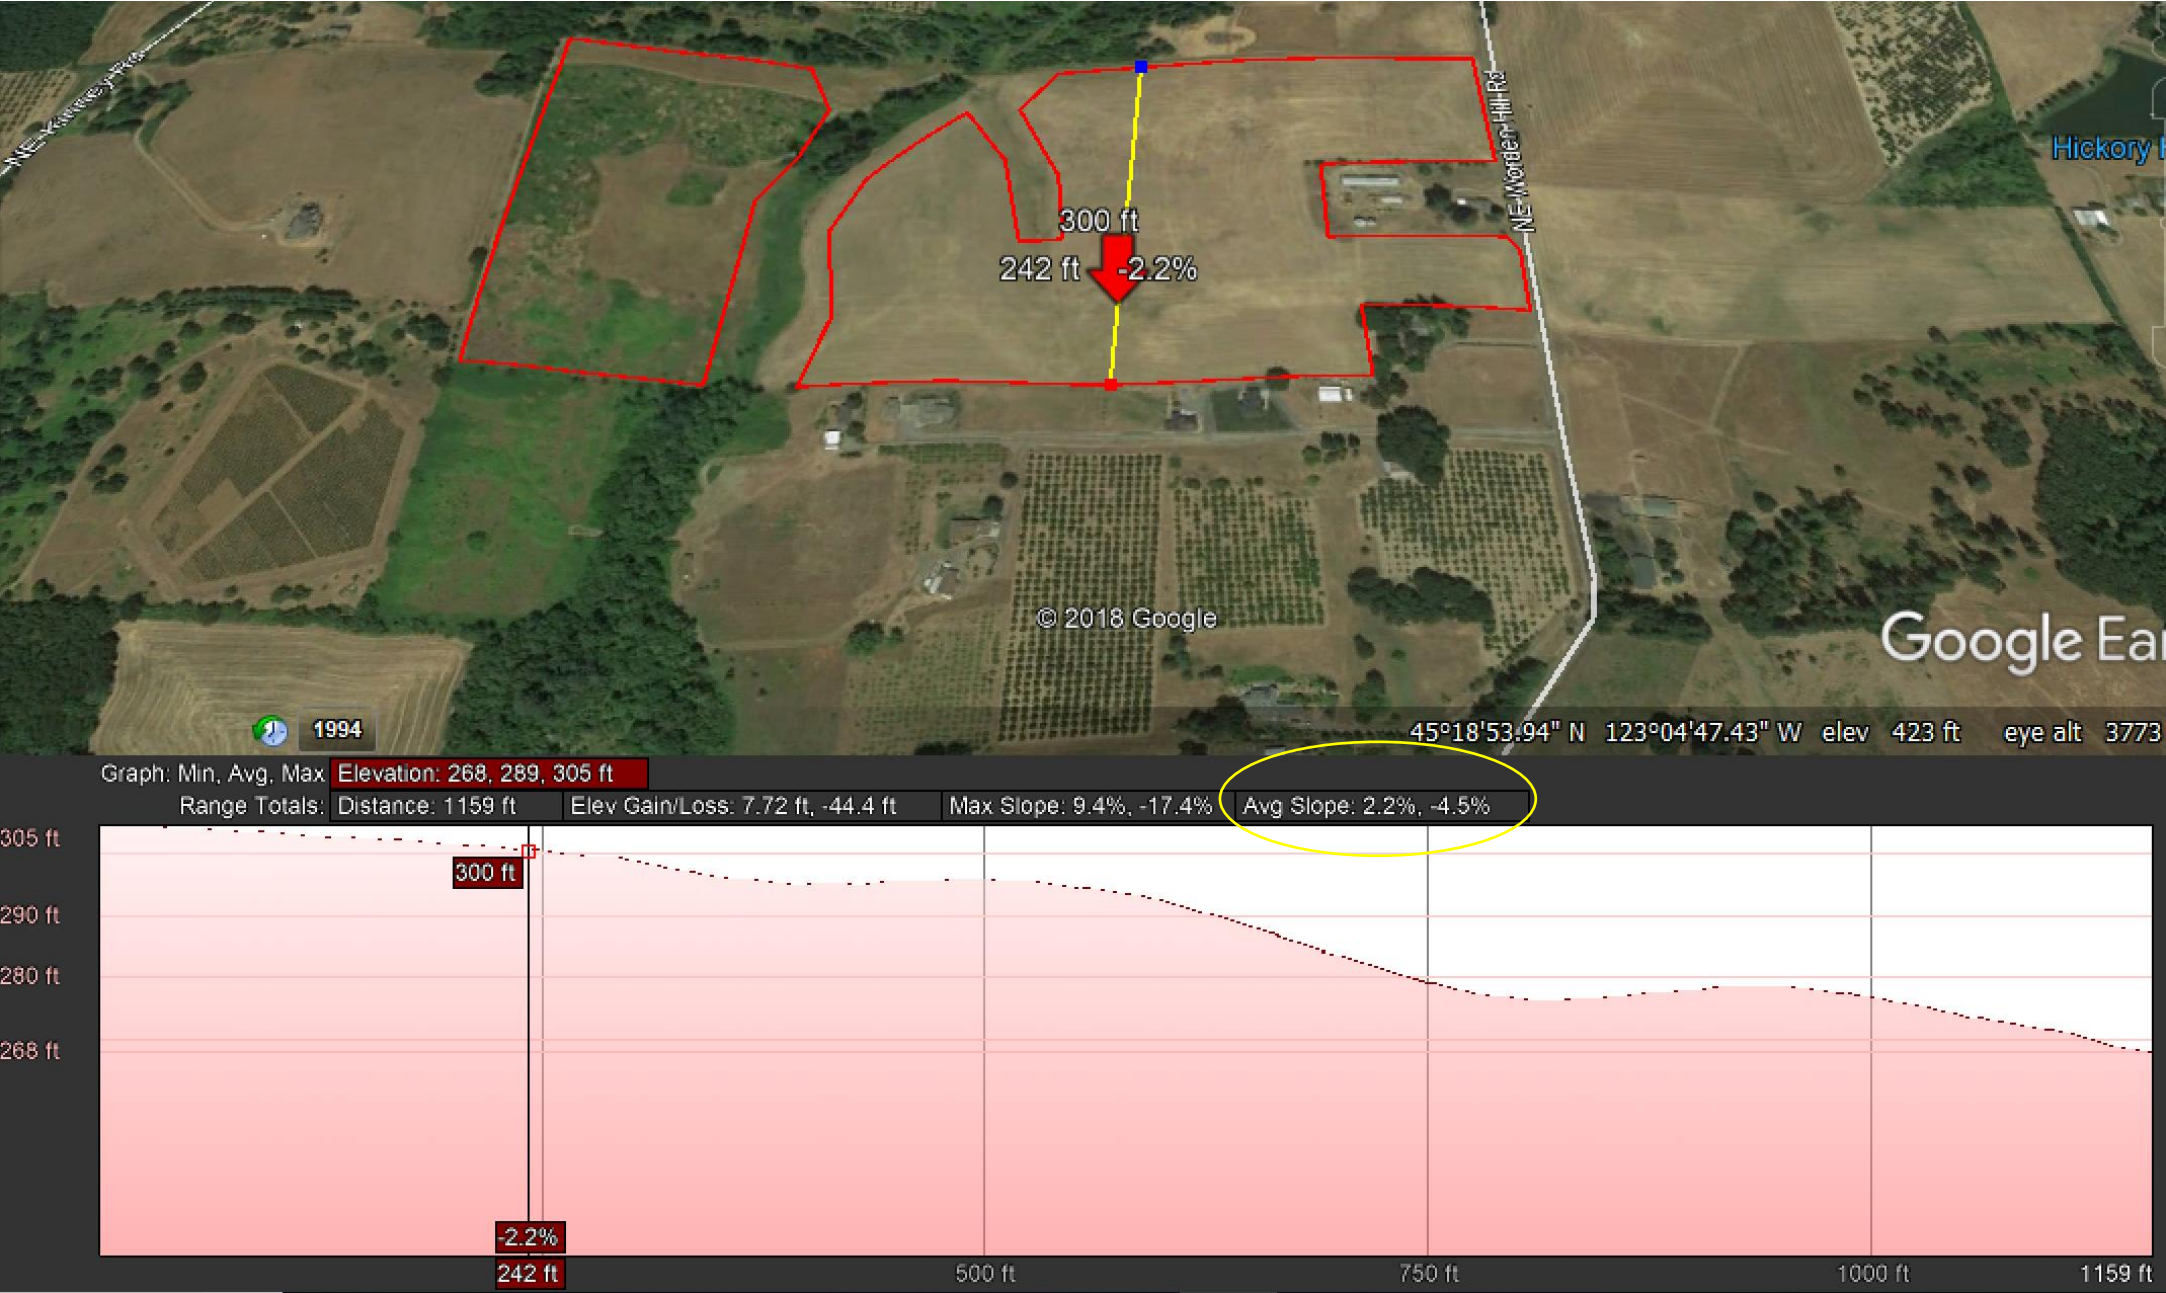 NE Kinney Rd
NE Worden Hill Rd
Hickory
300 ft
242 ft
-2.2%
© 2018 Google
Google Ear
1994
45°18'53.94" N 123°04'47.43" W elev 423 ft eye alt 3773
Graph: Min, Avg, Max Elevation: 268, 289, 305 ft
Range Totals: Distance: 1159 ft Elev Gain/Loss: 7.72 ft, -44.4 ft Max Slope: 9.4%, -17.4% Avg Slope: 2.2%, -4.5%
305 ft
300 ft
290 ft
280 ft
268 ft
-2.2%
242 ft 500 ft 750 ft 1000 ft 1159 ft